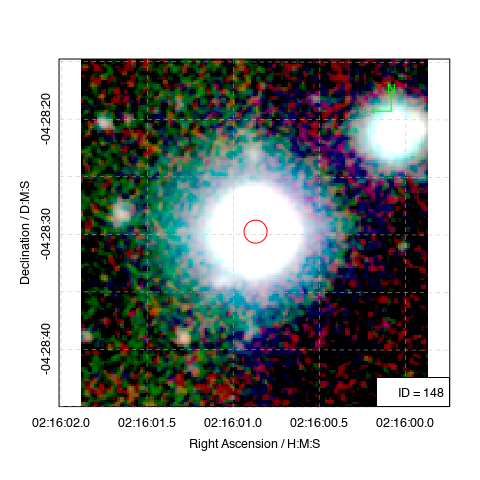 N
-04:28:20
-04:28:30
-04:28:40
Declination / D:M:S
ID = 148
02:16:02.0 02:16:01.5 02:16:01.0 02:16:00.5 02:16:00.0
Right Ascension / H:M:S